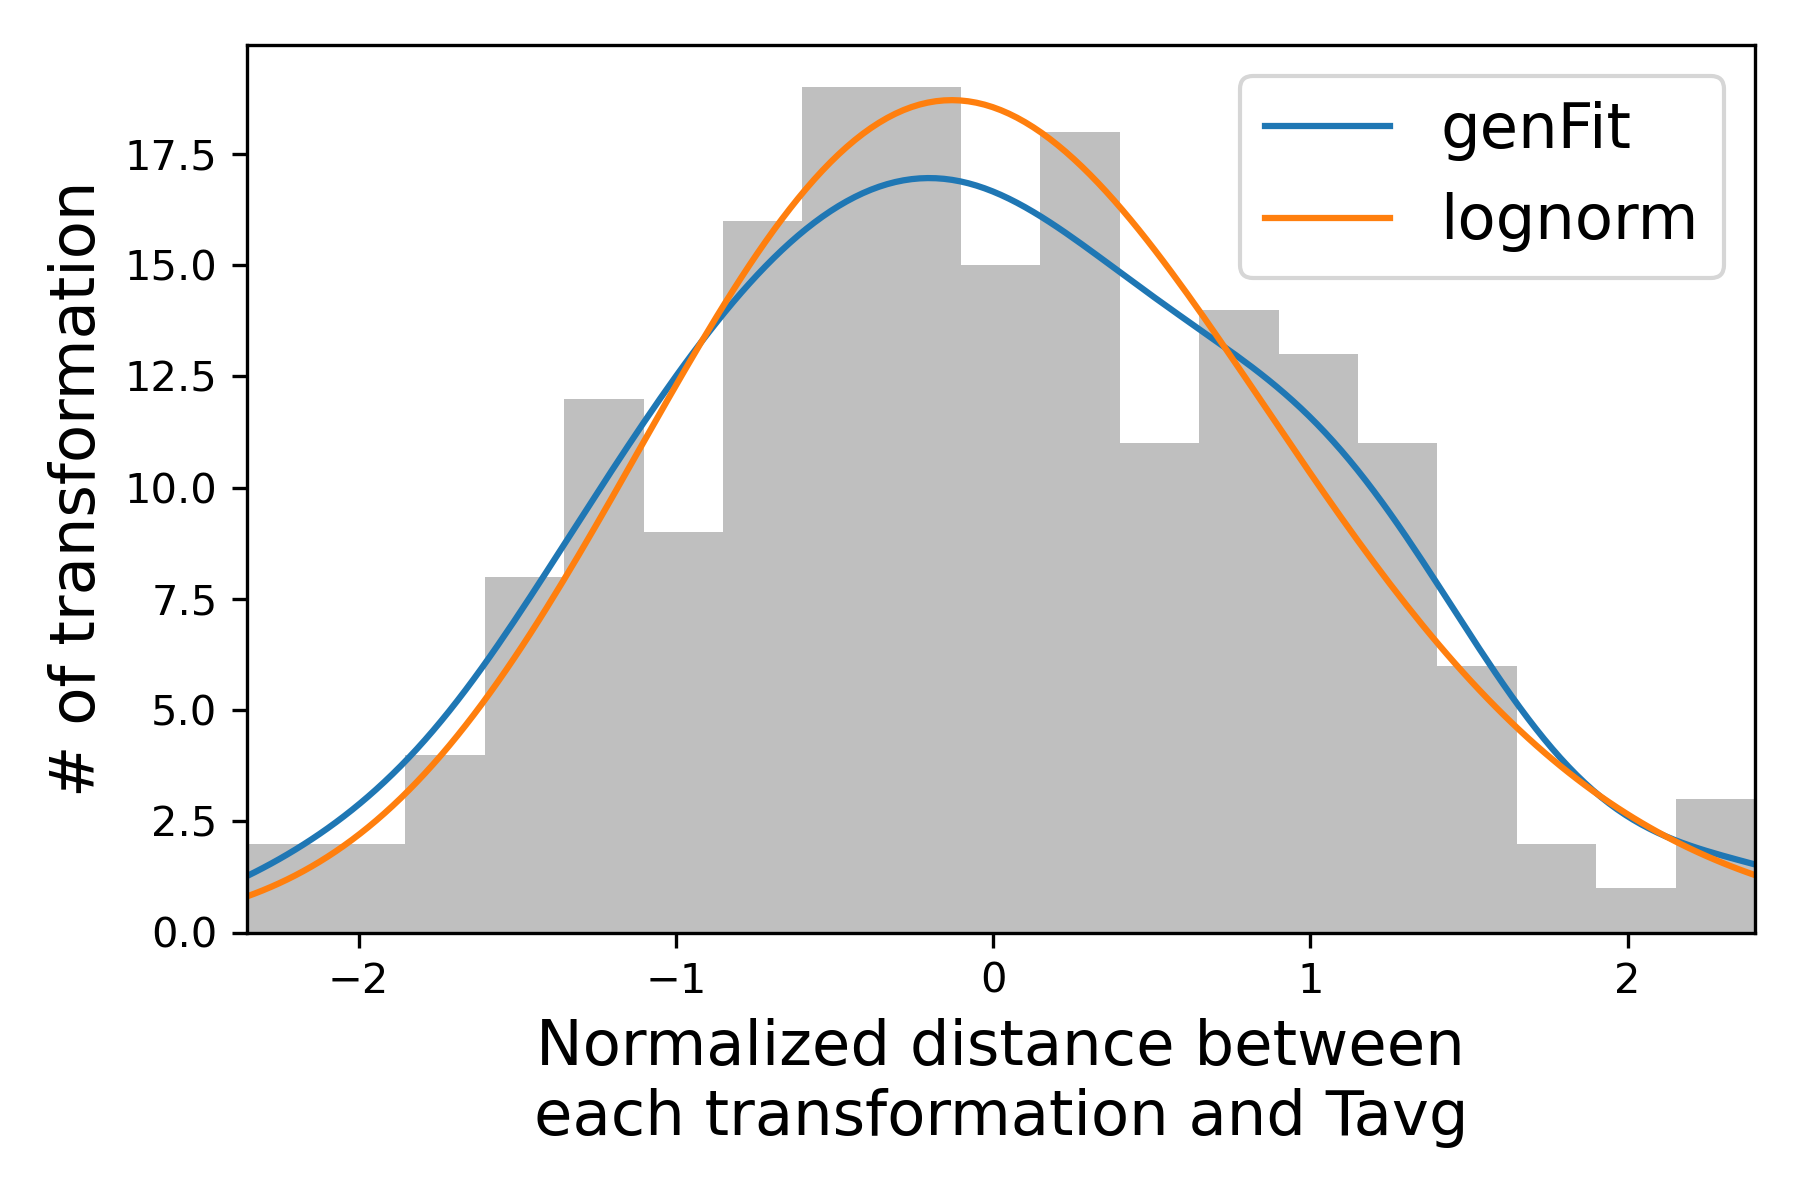 genFit
lognorm
# of transformation
17.5
15.0
12.5
10.0
7.5
5.0
2.5
0.0
−2 −1 0 1 2
Normalized distance between
each transformation and Tavg